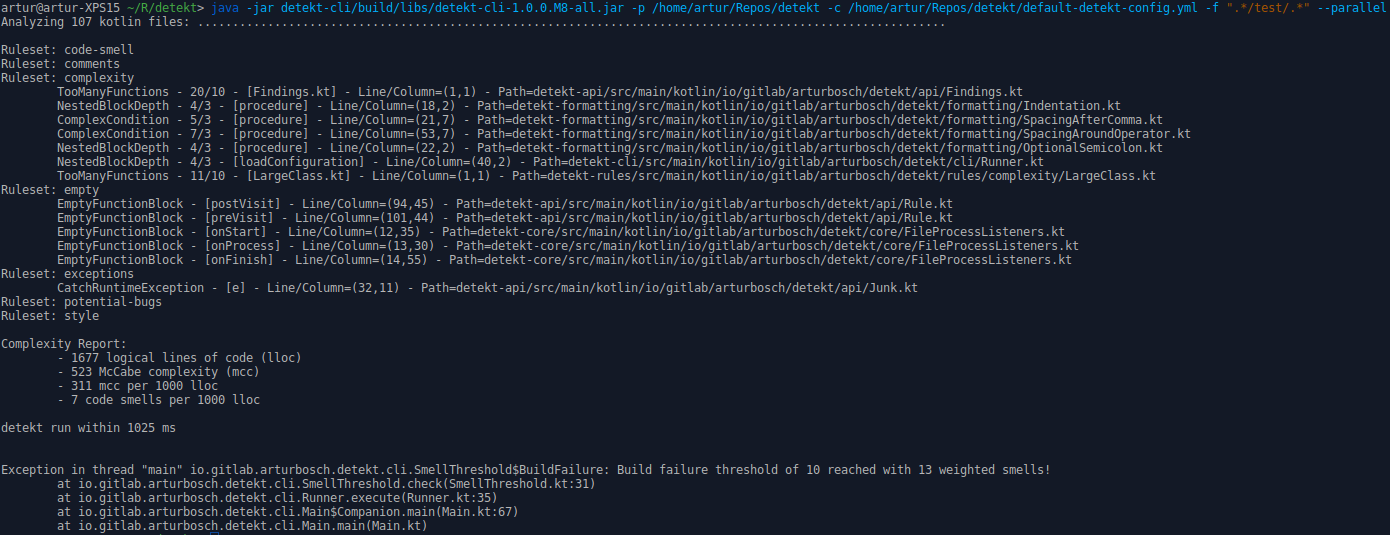 artur@artur-XPS15 ~/R/detekt> java -jar detekt-cli/build/libs/detekt-cli-1.0.0.M8-all.jar -p /home/artur/Repos/detekt -c /home/artur/Repos/detekt/default-detekt-config.yml -f ".*/test/.*" --parallel
Analyzing 107 kotlin files: ...........................................................................................................

Ruleset: code-smell
Ruleset: comments
Ruleset: complexity
        TooManyFunctions - 20/10 - [Findings.kt] - Line/Column=(1,1) - Path=detekt-api/src/main/kotlin/io/gitlab/arturbosch/detekt/api/Findings.kt
        NestedBlockDepth - 4/3 - [procedure] - Line/Column=(18,2) - Path=detekt-formatting/src/main/kotlin/io/gitlab/arturbosch/detekt/formatting/Indentation.kt
        ComplexCondition - 5/3 - [procedure] - Line/Column=(21,7) - Path=detekt-formatting/src/main/kotlin/io/gitlab/arturbosch/detekt/formatting/SpacingAfterComma.kt
        ComplexCondition - 7/3 - [procedure] - Line/Column=(53,7) - Path=detekt-formatting/src/main/kotlin/io/gitlab/arturbosch/detekt/formatting/SpacingAroundOperator.kt
        NestedBlockDepth - 4/3 - [procedure] - Line/Column=(22,2) - Path=detekt-formatting/src/main/kotlin/io/gitlab/arturbosch/detekt/formatting/OptionalSemicolon.kt
        NestedBlockDepth - 4/3 - [loadConfiguration] - Line/Column=(40,2) - Path=detekt-cli/src/main/kotlin/io/gitlab/arturbosch/detekt/cli/Runner.kt
        TooManyFunctions - 11/10 - [LargeClass.kt] - Line/Column=(1,1) - Path=detekt-rules/src/main/kotlin/io/gitlab/arturbosch/detekt/rules/complexity/LargeClass.kt
Ruleset: empty
        EmptyFunctionBlock - [postVisit] - Line/Column=(94,45) - Path=detekt-api/src/main/kotlin/io/gitlab/arturbosch/detekt/api/Rule.kt
        EmptyFunctionBlock - [preVisit] - Line/Column=(101,44) - Path=detekt-api/src/main/kotlin/io/gitlab/arturbosch/detekt/api/Rule.kt
        EmptyFunctionBlock - [onStart] - Line/Column=(12,35) - Path=detekt-core/src/main/kotlin/io/gitlab/arturbosch/detekt/core/FileProcessListeners.kt
        EmptyFunctionBlock - [onProcess] - Line/Column=(13,30) - Path=detekt-core/src/main/kotlin/io/gitlab/arturbosch/detekt/core/FileProcessListeners.kt
        EmptyFunctionBlock - [onFinish] - Line/Column=(14,55) - Path=detekt-core/src/main/kotlin/io/gitlab/arturbosch/detekt/core/FileProcessListeners.kt
Ruleset: exceptions
        CatchRuntimeException - [e] - Line/Column=(32,11) - Path=detekt-api/src/main/kotlin/io/gitlab/arturbosch/detekt/api/Junk.kt
Ruleset: potential-bugs
Ruleset: style

Complexity Report:
        - 1677 logical lines of code (lloc)
        - 523 McCabe complexity (mcc)
        - 311 mcc per 1000 lloc
        - 7 code smells per 1000 lloc

detekt run within 1025 ms

Exception in thread "main" io.gitlab.arturbosch.detekt.cli.SmellThreshold$BuildFailure: Build failure threshold of 10 reached with 13 weighted smells!
        at io.gitlab.arturbosch.detekt.cli.SmellThreshold.check(SmellThreshold.kt:31)
        at io.gitlab.arturbosch.detekt.cli.Runner.execute(Runner.kt:35)
        at io.gitlab.arturbosch.detekt.cli.Main$Companion.main(Main.kt:67)
        at io.gitlab.arturbosch.detekt.cli.Main.main(Main.kt)